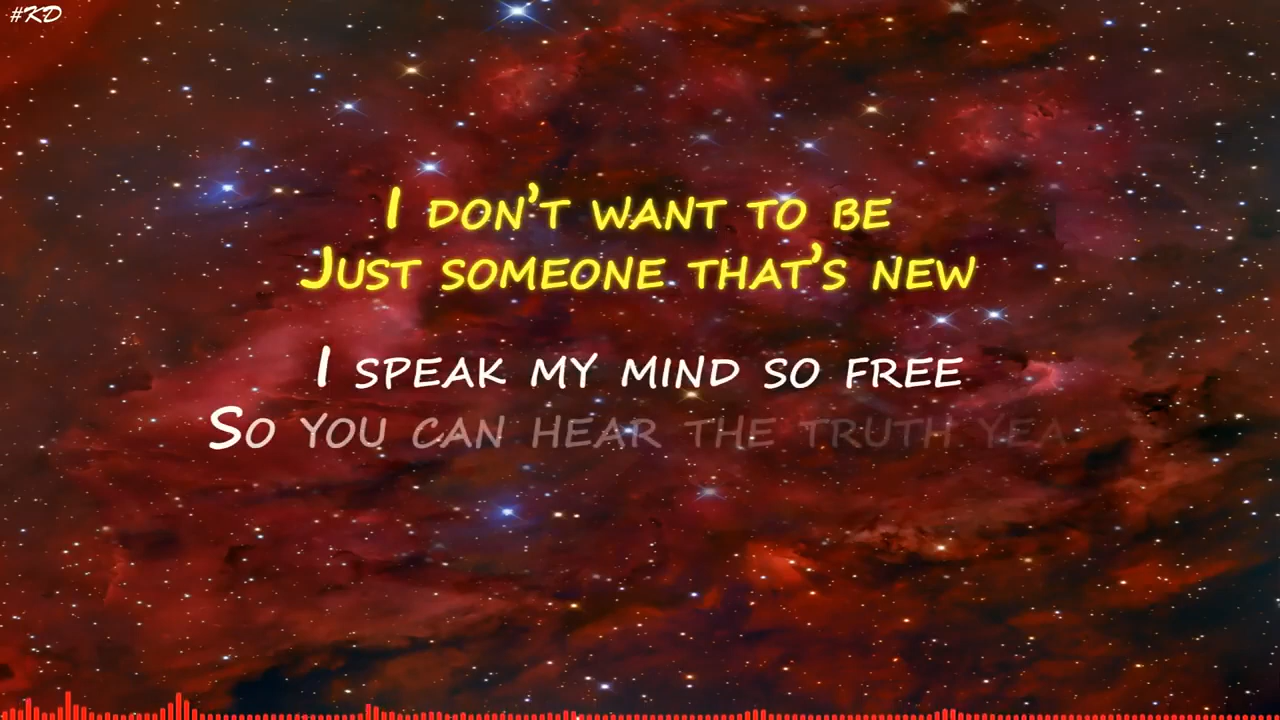 #KD
I don't want to be
Just someone that's new
I speak my mind so free
So you can hear the truth yea